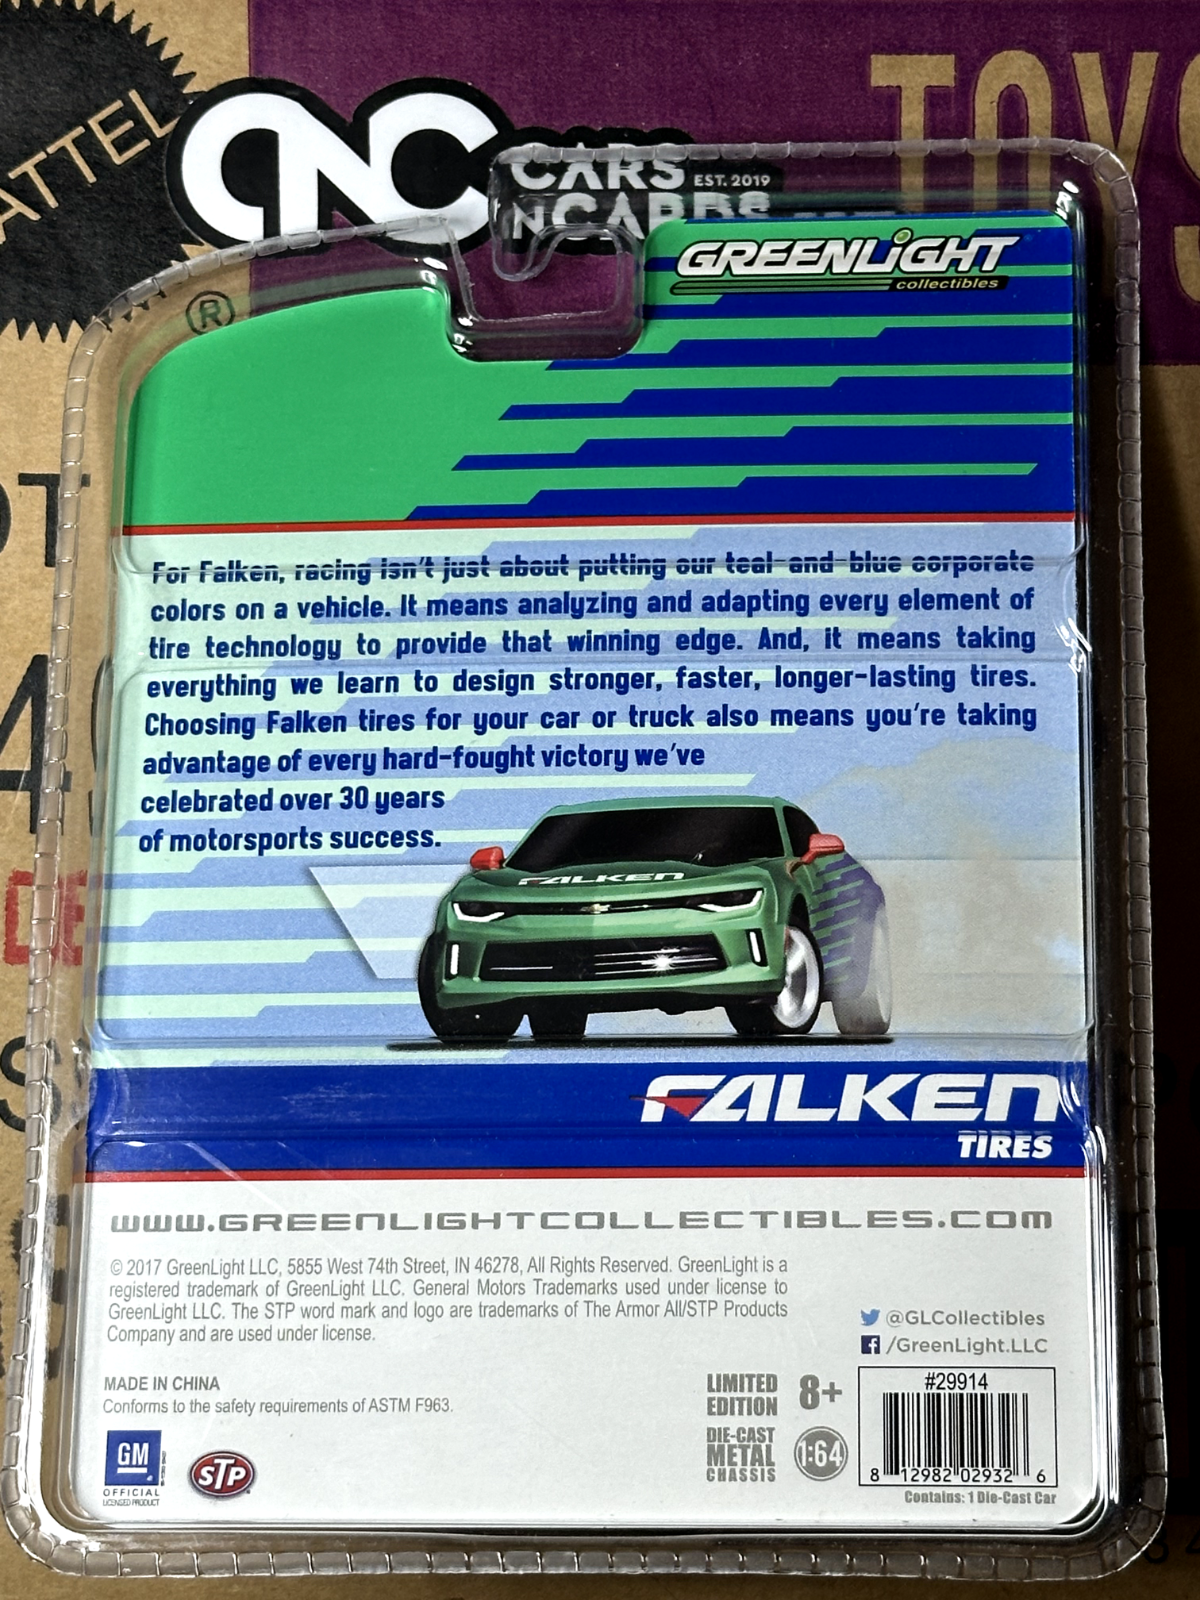 MATTEL
TOYS
CNC
CARS
EST. 2019
NCARDS
®
GREENLIGHT
collectibles
For Falken, racing isn't just about putting our teal-and-blue corporate
colors on a vehicle. It means analyzing and adapting every element of
tire technology to provide that winning edge. And, it means taking
everything we learn to design stronger, faster, longer-lasting tires.
Choosing Falken tires for your car or truck also means you're taking
advantage of every hard-fought victory we've
celebrated over 30 years
of motorsports success.
FALKEN
FALKEN
TIRES
WWW.GREENLIGHTCOLLECTIBLES.COM
© 2017 GreenLight LLC, 5855 West 74th Street, IN 46278, All Rights Reserved. GreenLight is a
registered trademark of GreenLight LLC. General Motors Trademarks used under license to
GreenLight LLC. The STP word mark and logo are trademarks of The Armor All/STP Products
Company and are used under license.
@GLCollectibles
/GreenLight.LLC
MADE IN CHINA
Conforms to the safety requirements of ASTM F963.
LIMITED
EDITION
8+
DIE-CAST
METAL
CHASSIS
1:64
#29914
8 12982 02932 6
Contains: 1 Die-Cast Car
GM
OFFICIAL
LICENSED PRODUCT
STP